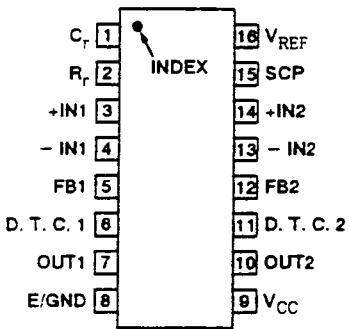 C_T 1 INDEX 16 V_REF
R_T 2 15 SCP
+IN1 3 14 +IN2
- IN1 4 13 - IN2
FB1 5 12 FB2
D. T. C. 1 6 11 D. T. C. 2
OUT1 7 10 OUT2
E/GND 8 9 V_CC